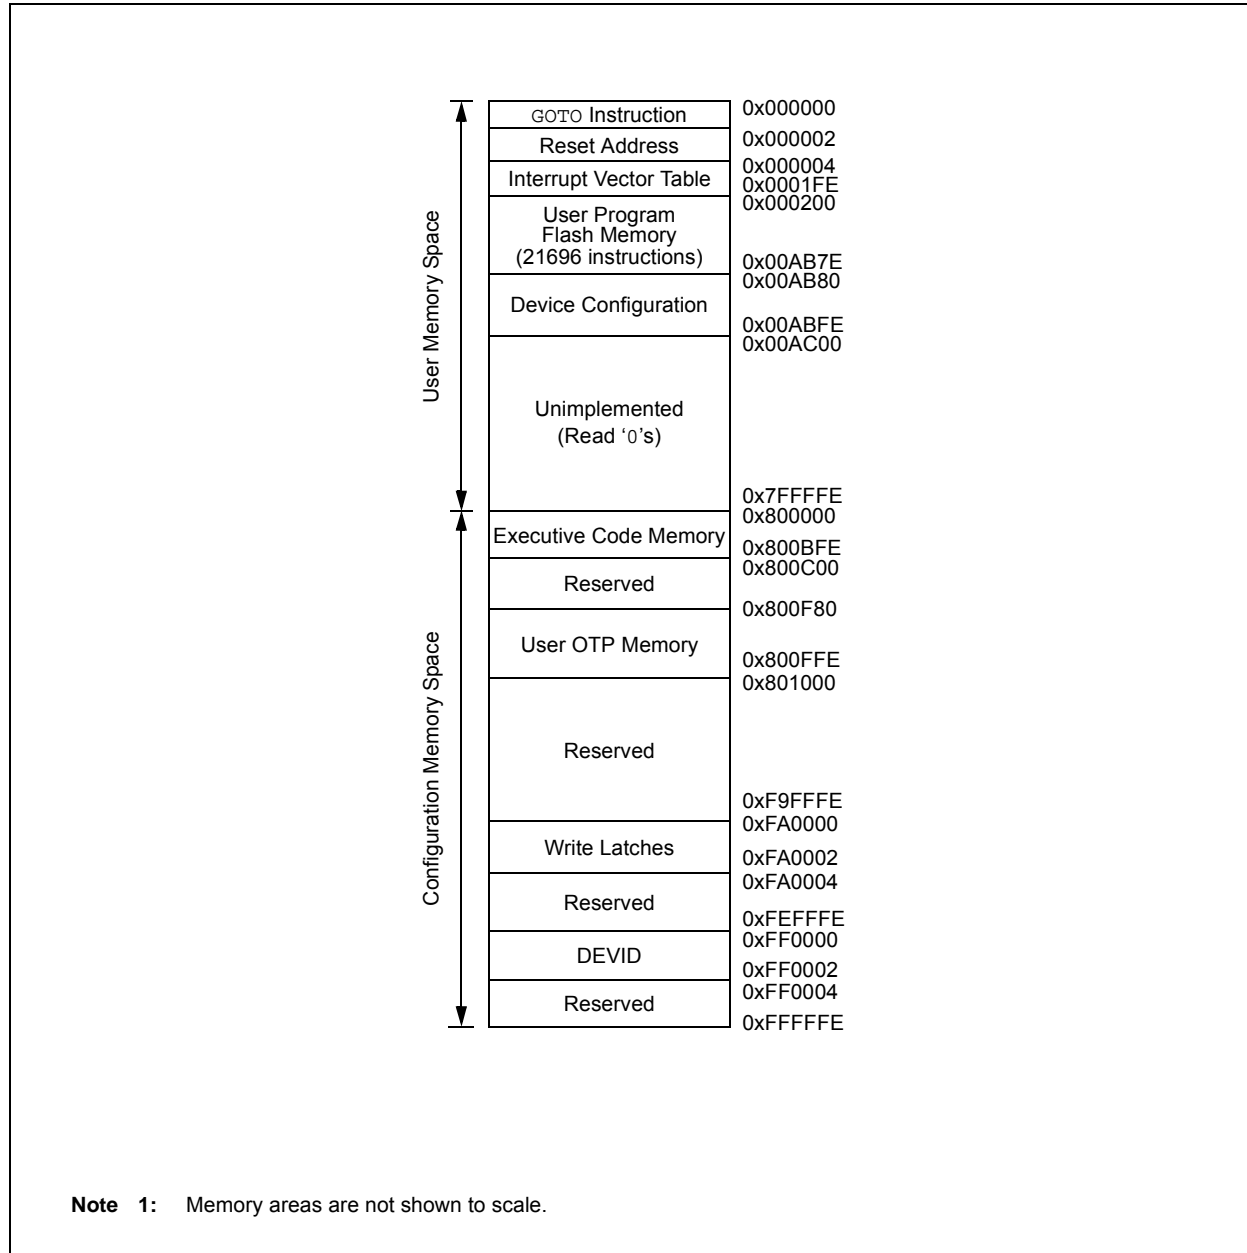 GOTO Instruction
0x000000
Reset Address
0x000002
Interrupt Vector Table
0x000004
0x0001FE
0x000200
User Program
Flash Memory
(21696 instructions)
0x00AB7E
0x00AB80
Device Configuration
0x00ABFE
0x00AC00
User Memory Space
Unimplemented
(Read ‘0’s)
0x7FFFFE
0x800000
Executive Code Memory
0x800BFE
0x800C00
Reserved
0x800F80
User OTP Memory
0x800FFE
0x801000
Configuration Memory Space
Reserved
0xF9FFFE
0xFA0000
Write Latches
0xFA0002
0xFA0004
Reserved
0xFEFFFE
0xFF0000
DEVID
0xFF0002
0xFF0004
Reserved
0xFFFFFE
Note 1: Memory areas are not shown to scale.